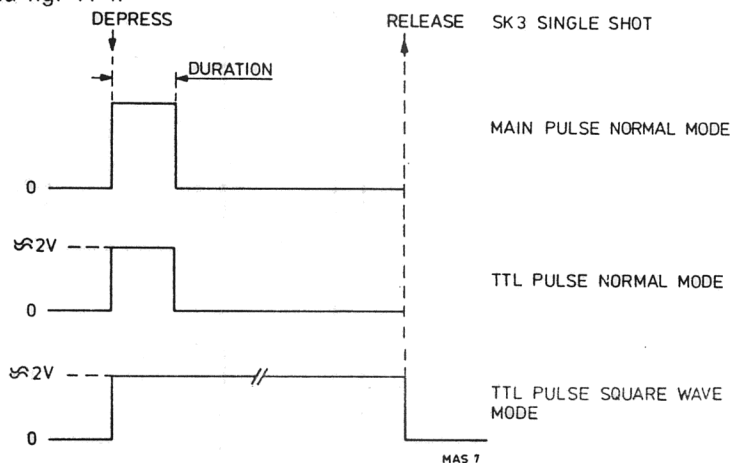 DEPRESS RELEASE SK3 SINGLE SHOT
DURATION
MAIN PULSE NORMAL MODE
0
≈2V
TTL PULSE NORMAL MODE
0
≈2V
TTL PULSE SQUARE WAVE
MODE
0
MAS 7